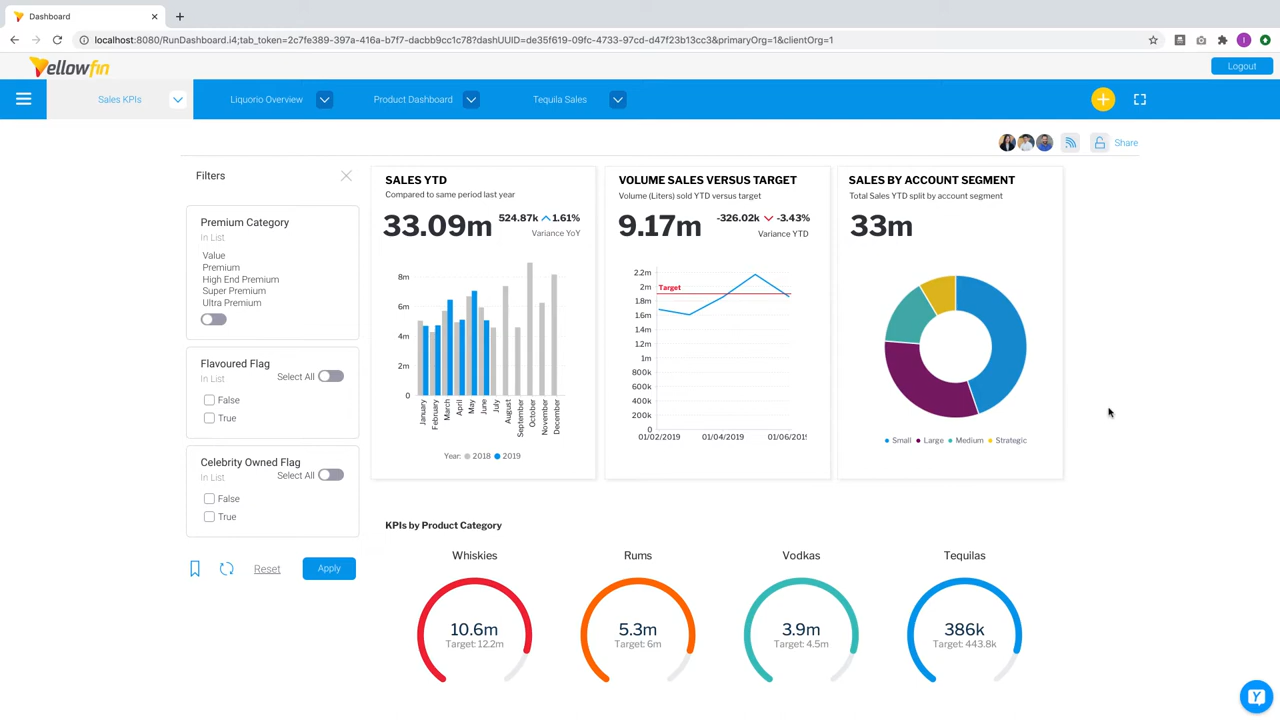 Dashboard
localhost:8080/RunDashboard.i4;tab_token=2c7fe389-397a-416a-b7f7-dacbb9cc1c78?dashUUID=de35f619-09fc-4733-97cd-d47f23b13cc3&primaryOrg=1&clientOrg=1
I
Yellowfin
Logout
Sales KPIs
Liquorio Overview
Product Dashboard
Tequila Sales
Share
Filters
Premium Category
In List
Value
Premium
High End Premium
Super Premium
Ultra Premium
Flavoured Flag
In List
Select All
False
True
Celebrity Owned Flag
In List
Select All
False
True
Reset
Apply
SALES YTD
Compared to same period last year
33.09m
524.87k 1.61%
Variance YoY
8m
6m
4m
2m
0
January
February
March
April
May
June
July
August
September
October
November
December
Year: 2018 2019
VOLUME SALES VERSUS TARGET
Volume (Liters) sold YTD versus target
9.17m
-326.02k -3.43%
Variance YTD
2.2m
2m
1.8m
1.6m
1.4m
1.2m
1m
800k
600k
400k
200k
0
Target
01/02/2019 01/04/2019 01/06/201
SALES BY ACCOUNT SEGMENT
Total Sales YTD split by account segment
33m
Small Large Medium Strategic
KPIs by Product Category
Whiskies
10.6m
Target: 12.2m
Rums
5.3m
Target: 6m
Vodkas
3.9m
Target: 4.5m
Tequilas
386k
Target: 443.8k